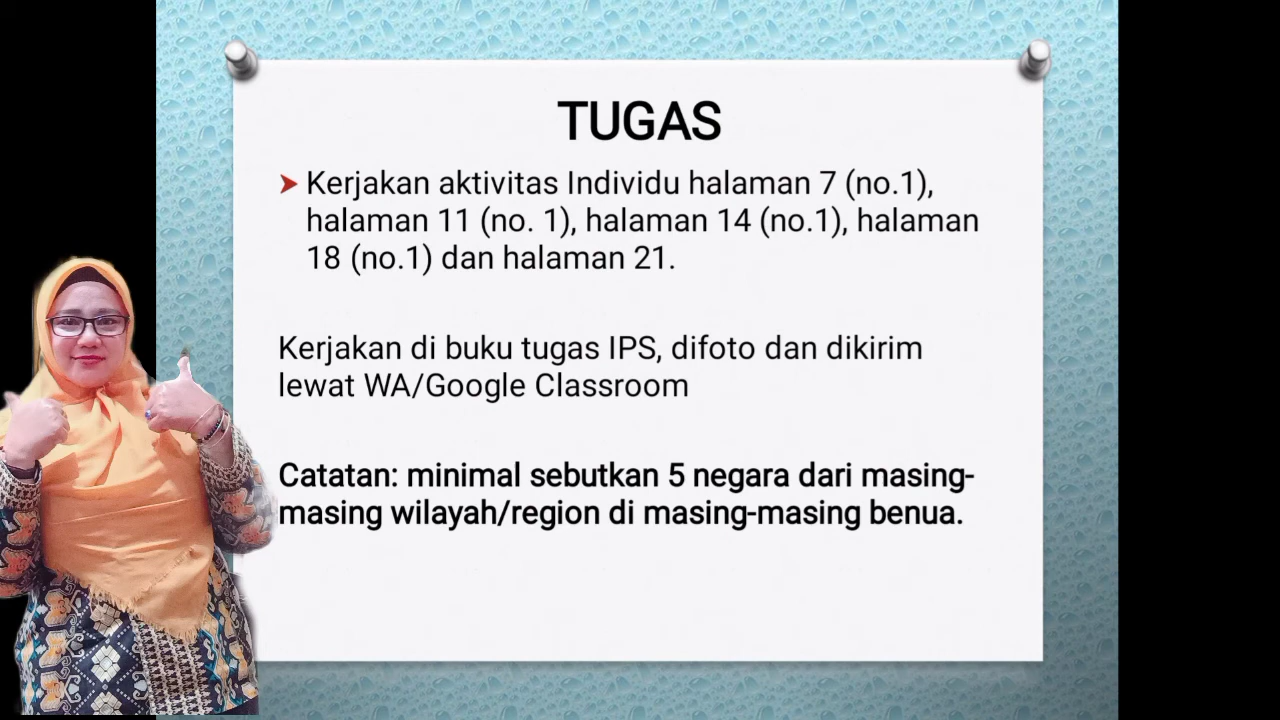 TUGAS
Kerjakan aktivitas Individu halaman 7 (no.1),
halaman 11 (no. 1), halaman 14 (no.1), halaman
18 (no.1) dan halaman 21.
Kerjakan di buku tugas IPS, difoto dan dikirim
lewat WA/Google Classroom
Catatan: minimal sebutkan 5 negara dari masing-
masing wilayah/region di masing-masing benua.